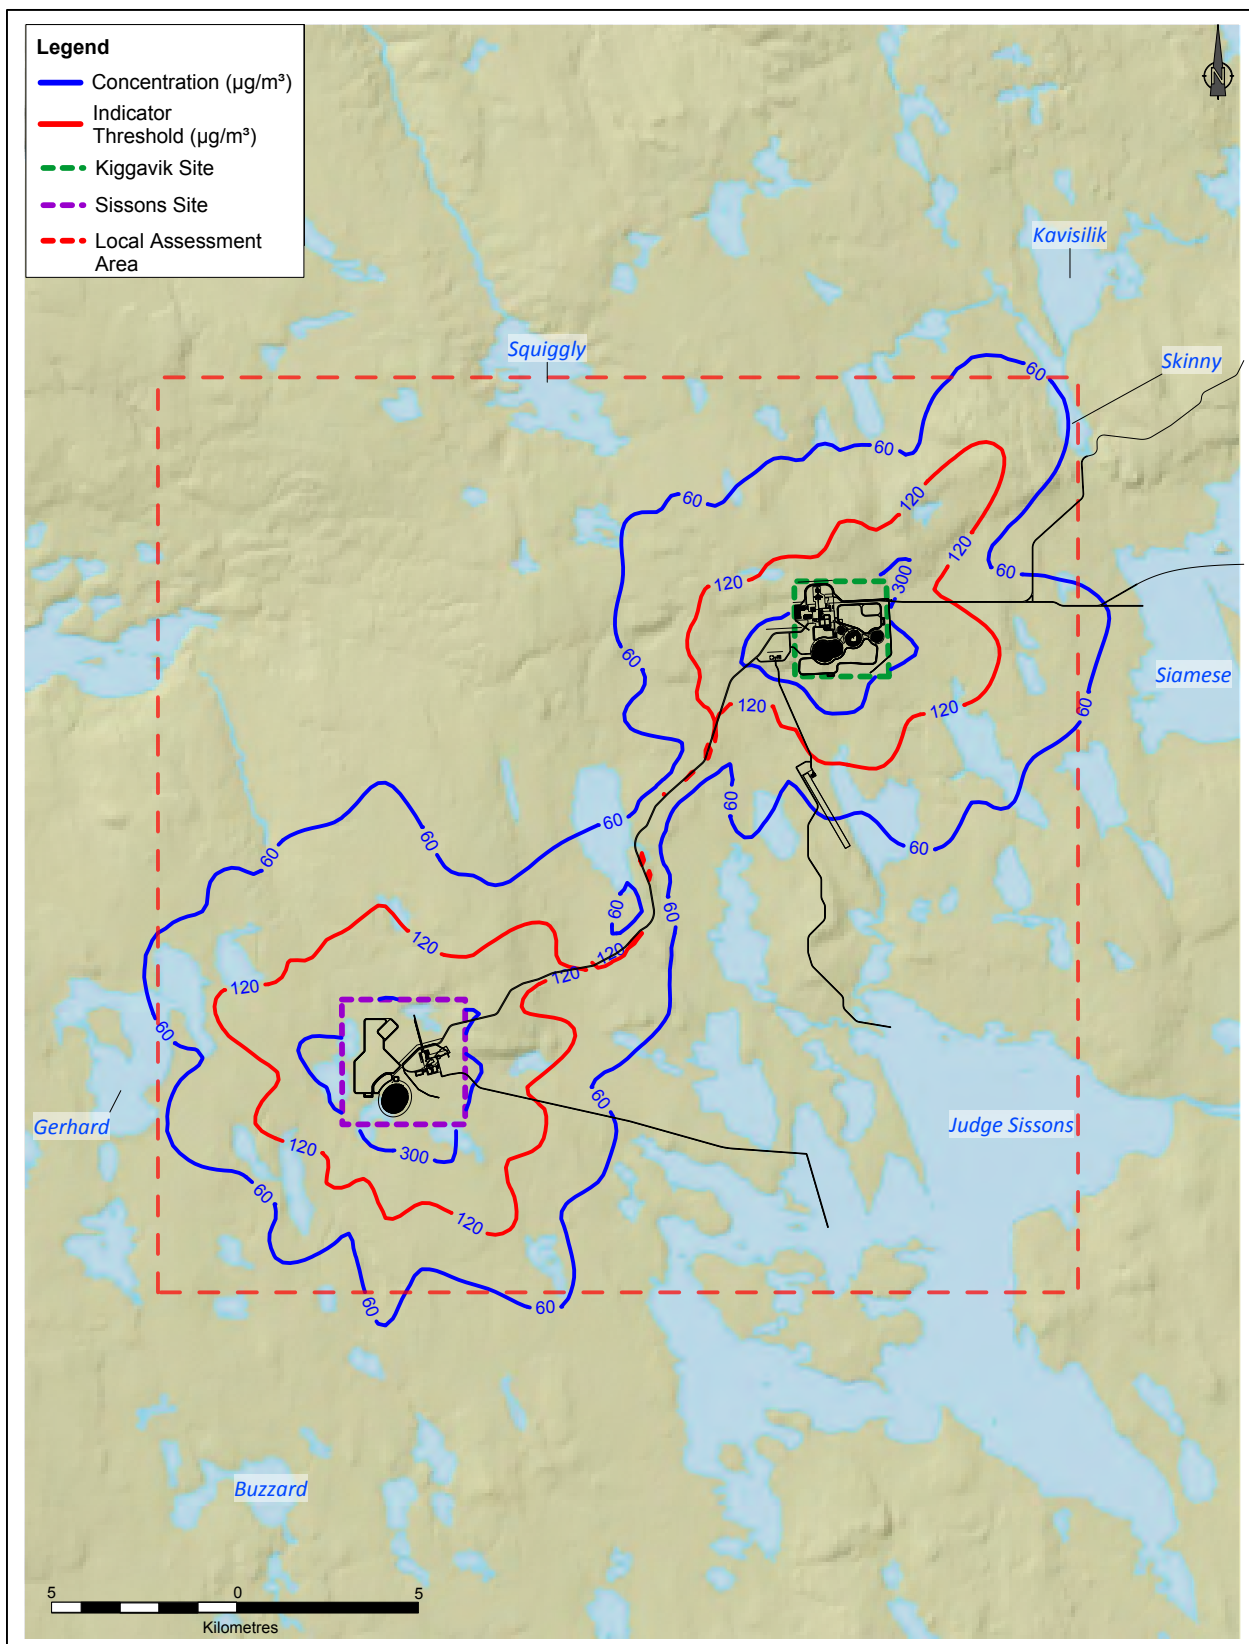 Legend
Concentration (µg/m³)
Indicator
Threshold (µg/m³)
Kiggavik Site
Sissons Site
Local Assessment
Area
N
Kavisilik
Squiggly
Skinny
60
60
60
120
120
300
120
60
60
Siamese
60
120
120
60
60
60
60
60
60
60
60
120
120
120
120
60
60
Gerhard
Judge Sissons
120
300
60
120
60
60
Buzzard
5 0 5
Kilometres